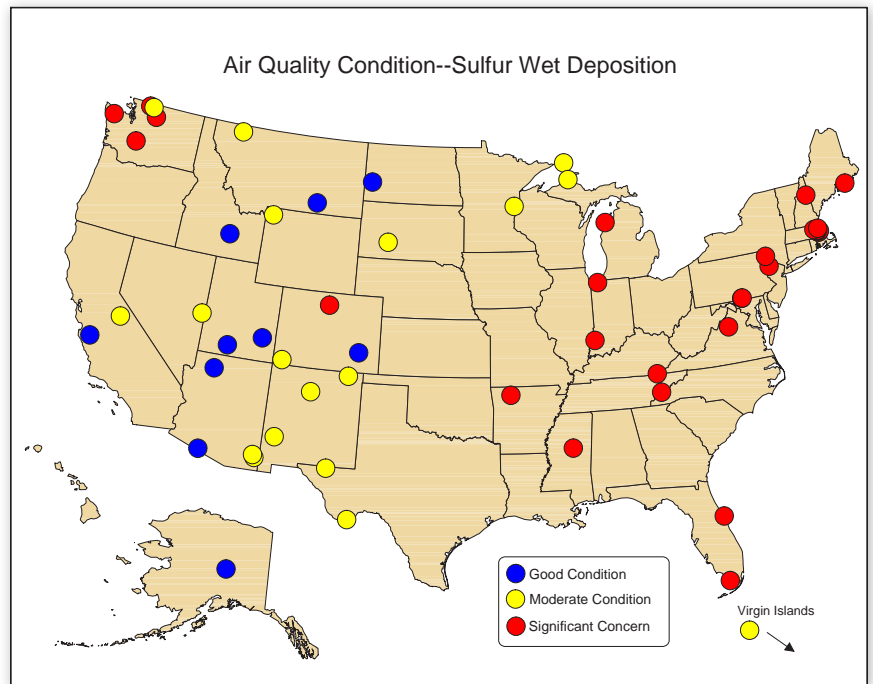 Air Quality Condition--Sulfur Wet Deposition
Good Condition
Moderate Condition
Significant Concern
Virgin Islands